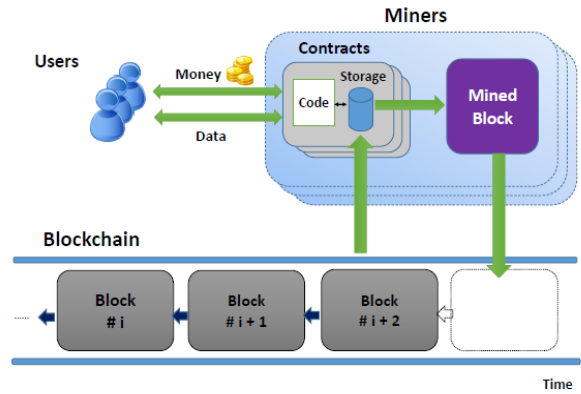 Miners
Users
Contracts
Money
Storage
Code
Mined
Block
Data
Blockchain
Block
# i
Block
# i + 1
Block
# i + 2
......
Time